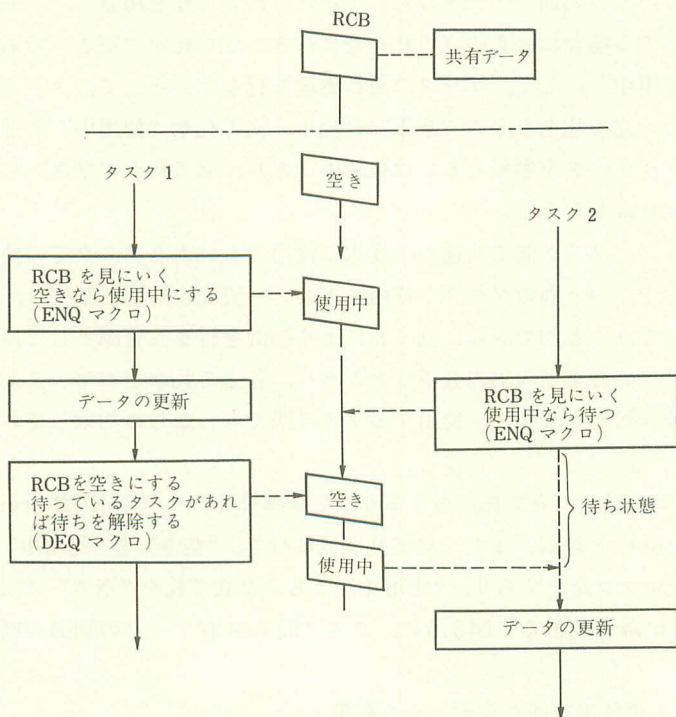 RCB
共有データ
タスク 1
空き
タスク 2
RCB を見にいく
空きなら使用中にする
(ENQ マクロ)
使用中
データの更新
RCB を見にいく
使用中なら待つ
(ENQ マクロ)
RCBを空きにする
待っているタスクがあれ
ば待ちを解除する
(DEQ マクロ)
空き
待ち状態
使用中
データの更新